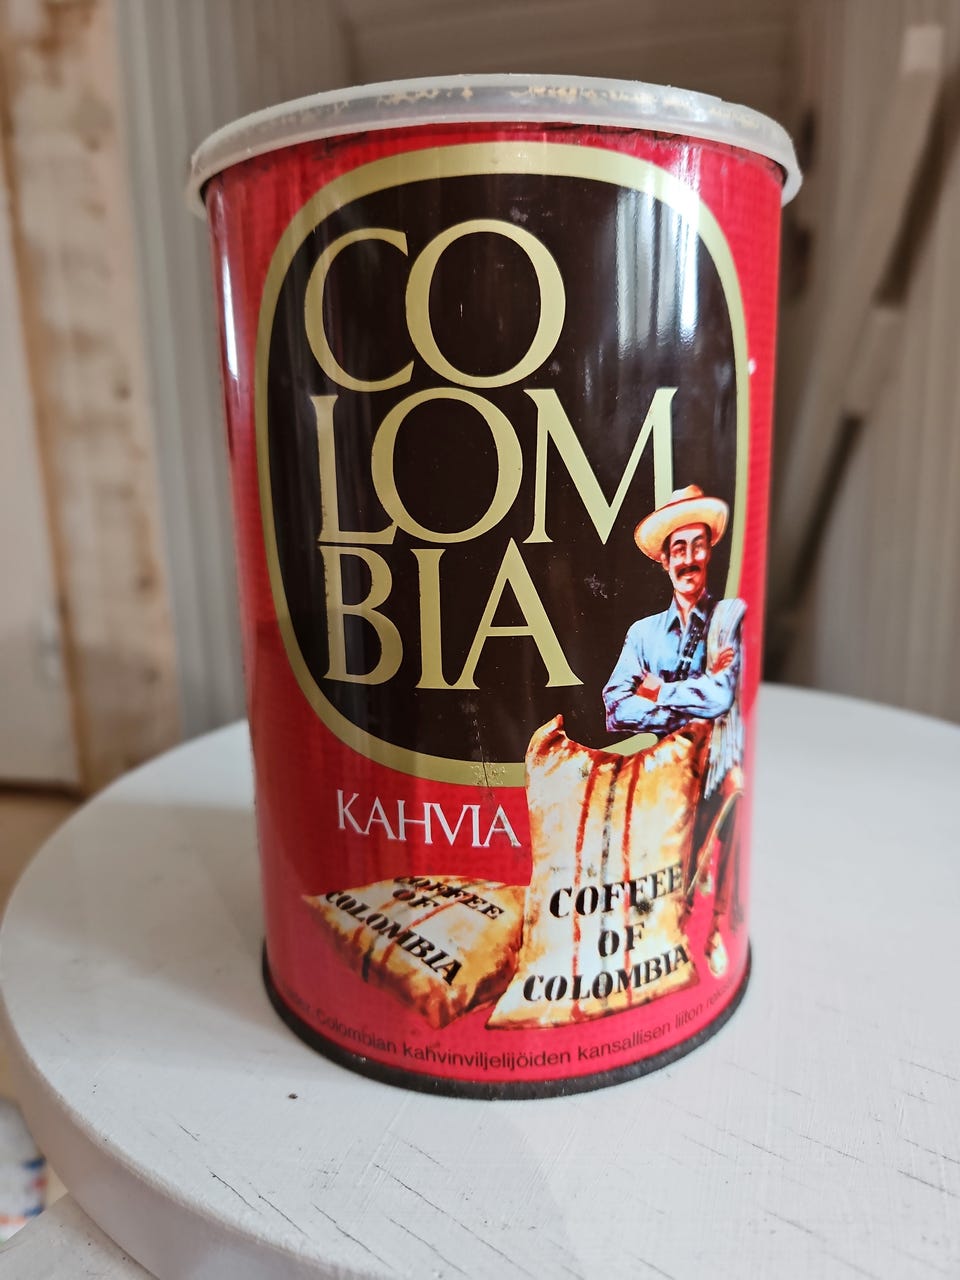 CO
LOM
BIA
KAHVIA
COFFEE
OF
COLOMBIA
COFFEE
OF
COLOMBIA
Colombian kahvinviljelijöiden kansallisen liiton